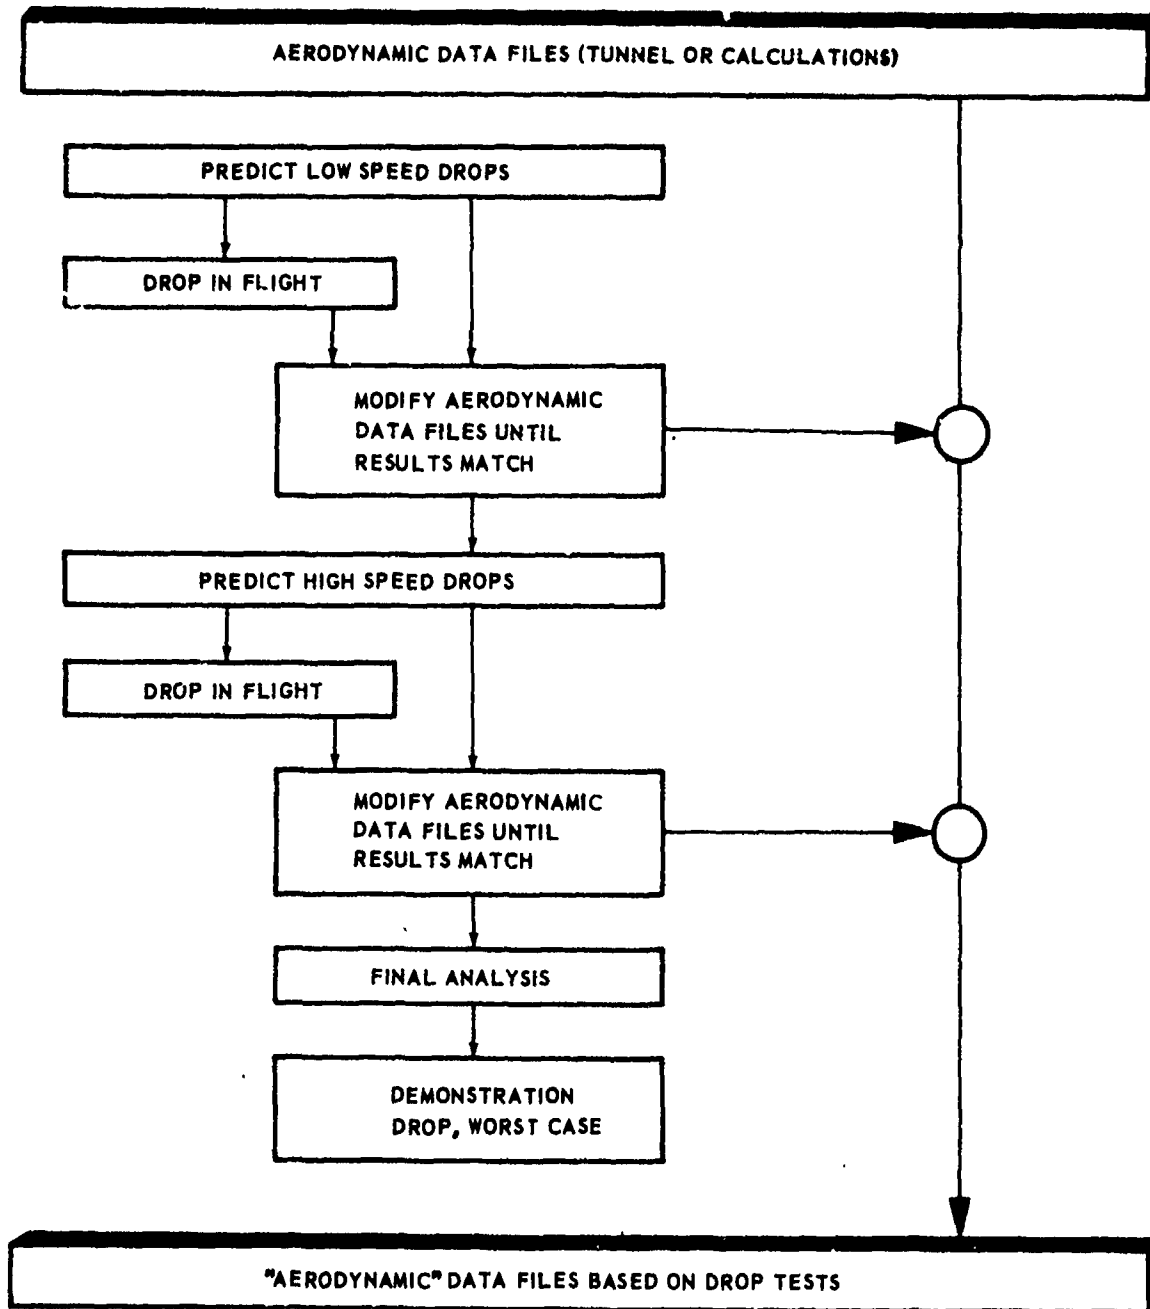 AERODYNAMIC DATA FILES (TUNNEL OR CALCULATIONS)
PREDICT LOW SPEED DROPS
DROP IN FLIGHT
MODIFY AERODYNAMIC
DATA FILES UNTIL
RESULTS MATCH
PREDICT HIGH SPEED DROPS
DROP IN FLIGHT
MODIFY AERODYNAMIC
DATA FILES UNTIL
RESULTS MATCH
FINAL ANALYSIS
DEMONSTRATION
DROP, WORST CASE
"AERODYNAMIC" DATA FILES BASED ON DROP TESTS